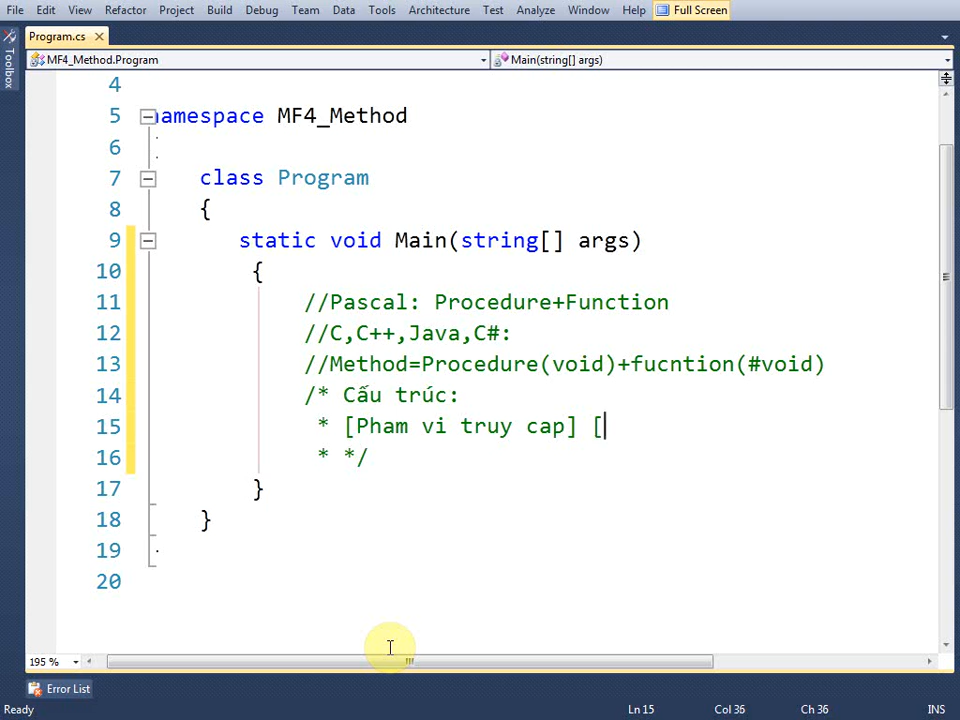 File Edit View Refactor Project Build Debug Team Data Tools Architecture Test Analyze Window Help Full Screen
Program.cs
Toolbox
MF4_Method.Program Main(string[] args)
4
5 namespace MF4_Method
6
7 class Program
8 {
9 static void Main(string[] args)
10 {
11 //Pascal: Procedure+Function
12 //C,C++,Java,C#:
13 //Method=Procedure(void)+fucntion(#void)
14 /* Cấu trúc:
15 * [Pham vi truy cap] [
16 * */
17 }
18 }
19
20
195 %
Error List
Ready Ln 15 Col 36 Ch 36 INS